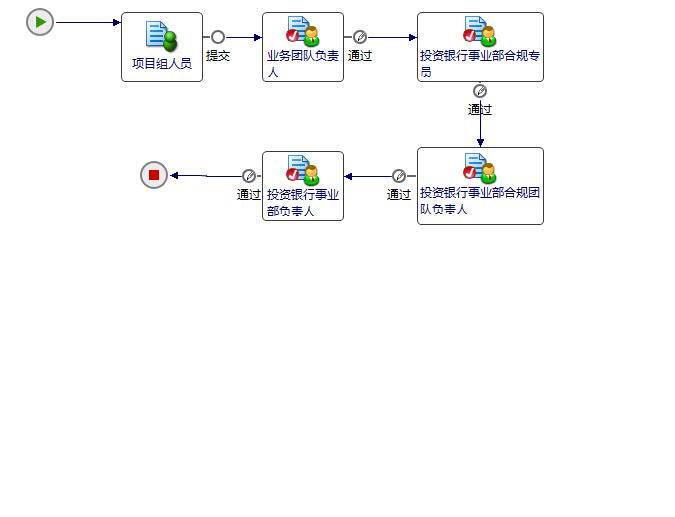 项目组人员
提交
业务团队负责
人
通过
投资银行事业部合规专
员
通过
投资银行事业部合规团
队负责人
通过
投资银行事业
部负责人
通过